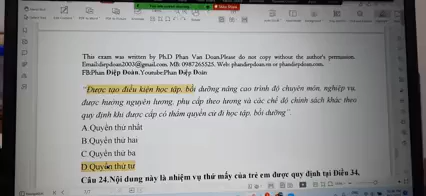 This exam was written by Ph.D Phan Van Doan.Please do not copy without the author's permission.
Email:diepdoan2003@gmail.com, MB: 0987265525. Web: phandiepdoan.vn or phandiepdoan.com.
FB:Phan Điệp Đoàn.Youtube:Phan Điệp Đoàn
"Được tạo điều kiện học tập, bồi dưỡng nâng cao trình độ chuyên môn, nghiệp vụ,
được hưởng nguyên lương, phụ cấp theo lương và các chế độ chính sách khác theo
quy định khi được cấp có thẩm quyền cử đi học tập, bồi dưỡng".
A.Quyền thứ nhất
B.Quyền thứ hai
C.Quyền thứ ba
D.Quyền thứ tư
Câu 24.Nội dung này là nhiệm vụ thứ mấy của trẻ em được quy định tại Điều 34,